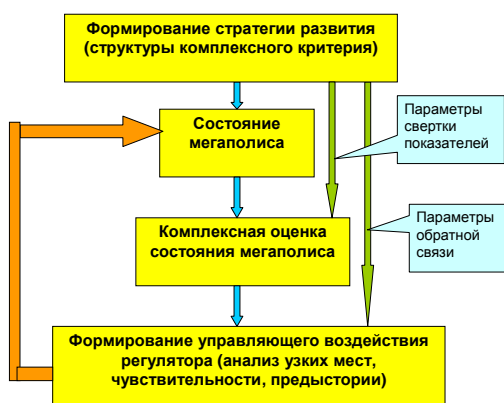 Формирование стратегии развития
(структуры комплексного критерия)
Параметры
свертки
показателей
Состояние
мегаполиса
Комплексная оценка
состояния мегаполиса
Параметры
обратной
связи
Формирование управляющего воздействия
регулятора (анализ узких мест,
чувствительности, предыстории)